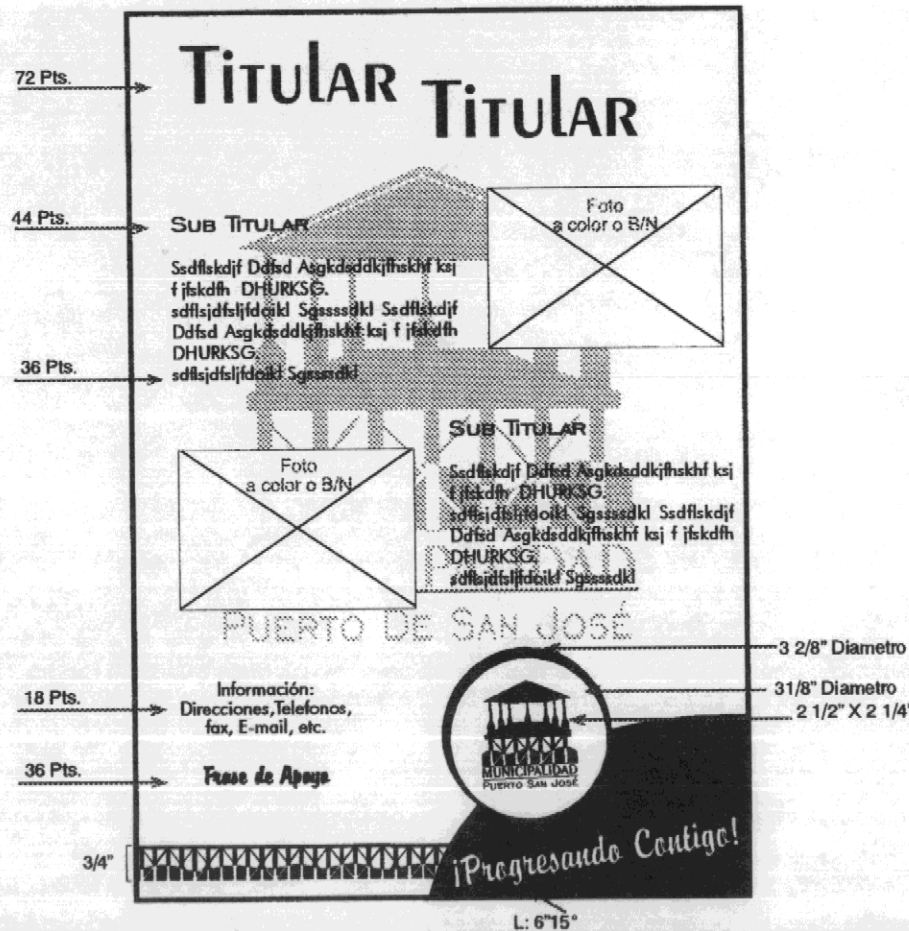 Titular
Titular
72 Pts.
44 Pts.
Sub Titular
Foto
a color o B/N
Ssdflskdjf Ddfsd Asgkdsddkjfhskhf ksj
f jfskdfh DHURKSG.
sdflsjdfsljfdoikl Sgssssdkl Ssdflskdjf
Ddfsd Asgkdsddkjfhskhf ksj f jfskdfh
DHURKSG.
sdflsjdfsljfdoikl Sgssssdkl
36 Pts.
Sub Titular
Foto
a color o B/N
Ssdflskdjf Ddfsd Asgkdsddkjfhskhf ksj
f jfskdfh DHURKSG.
sdflsjdfsljfdoikl Sgssssdkl Ssdflskdjf
Ddfsd Asgkdsddkjfhskhf ksj f jfskdfh
DHURKSG.
sdflsjdfsljfdoikl Sgssssdkl
Puerto De San José
3 2/8" Diametro
31/8" Diametro
2 1/2" X 2 1/4"
18 Pts.
Información:
Direcciones,Telefonos,
fax, E-mail, etc.
36 Pts.
Frase de Apoyo
MUNICIPALIDAD
Puerto San José
3/4"
¡Progresando Contigo!
L: 6"15°